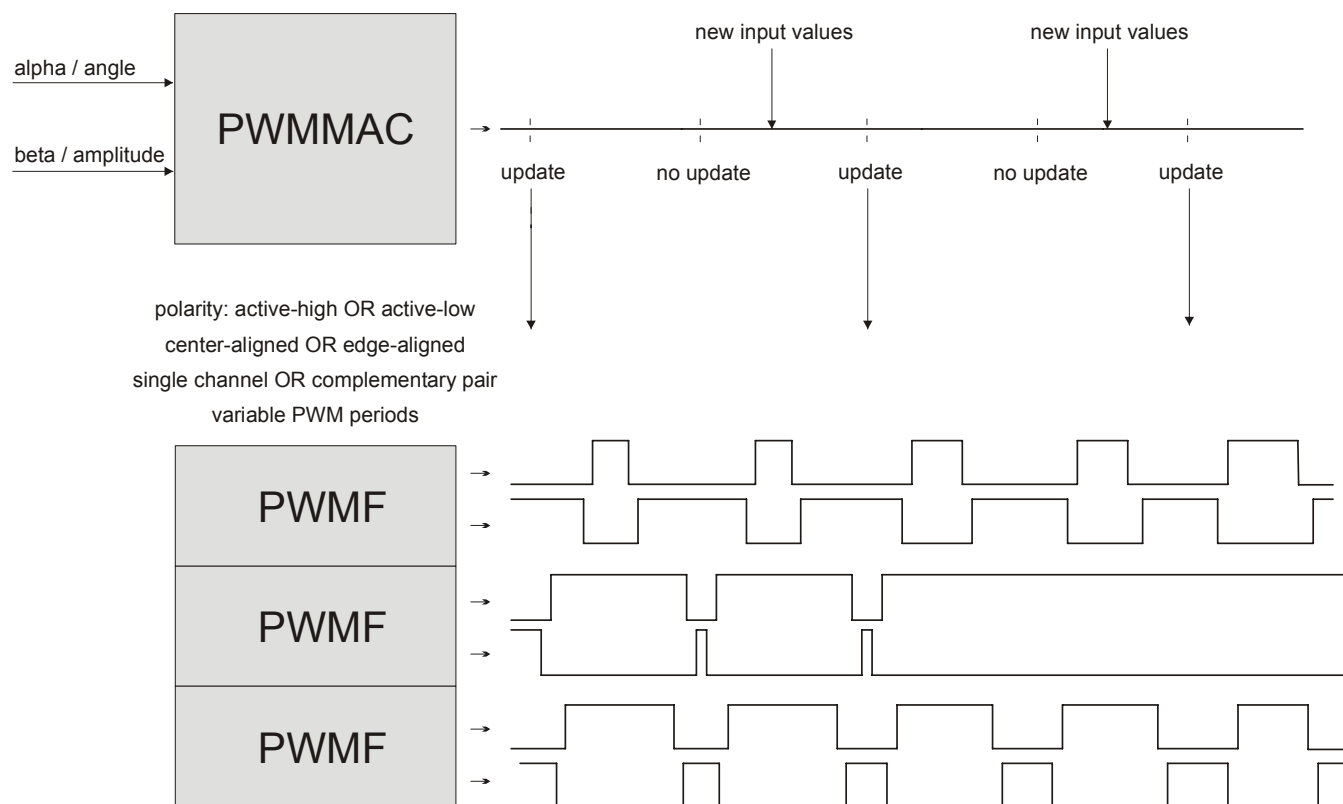 new input values
new input values
alpha / angle
PWMMAC
beta / amplitude
update
no update
update
no update
update
polarity: active-high OR active-low
center-aligned OR edge-aligned
single channel OR complementary pair
variable PWM periods
PWMF
PWMF
PWMF